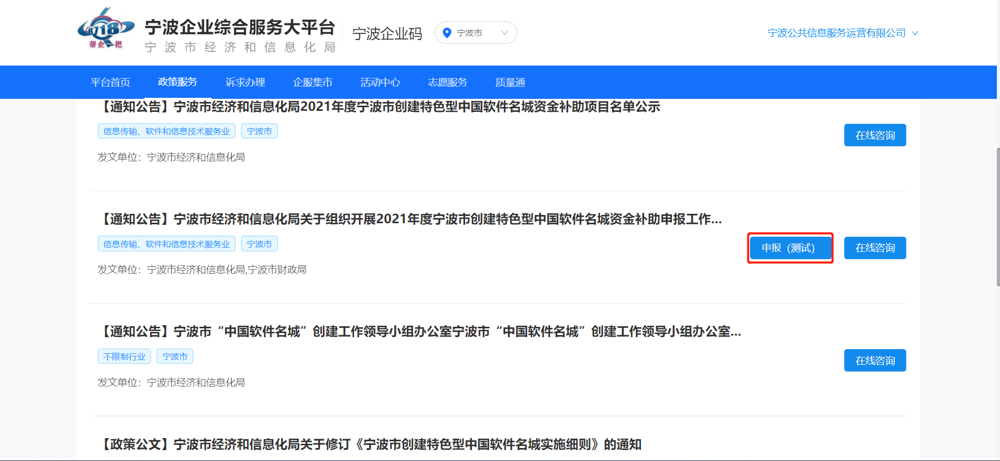 8718
帮企一把
宁波企业综合服务大平台
宁波市经济和信息化局
宁波企业码
宁波市
宁波公共信息服务运营有限公司
平台首页 政策服务 诉求办理 企服集市 活动中心 志愿服务 质量通
【通知公告】宁波市经济和信息化局2021年度宁波市创建特色型中国软件名城资金补助项目名单公示
信息传输、软件和信息技术服务业 宁波市
在线咨询
发文单位：宁波市经济和信息化局
【通知公告】宁波市经济和信息化局关于组织开展2021年度宁波市创建特色型中国软件名城资金补助申报工作...
信息传输、软件和信息技术服务业 宁波市
申报（测试） 在线咨询
发文单位：宁波市经济和信息化局,宁波市财政局
【通知公告】宁波市“中国软件名城”创建工作领导小组办公室宁波市“中国软件名城”创建工作领导小组办公室...
不限制行业 宁波市
在线咨询
发文单位：宁波市经济和信息化局
【政策公文】宁波市经济和信息化局关于修订《宁波市创建特色型中国软件名城实施细则》的通知